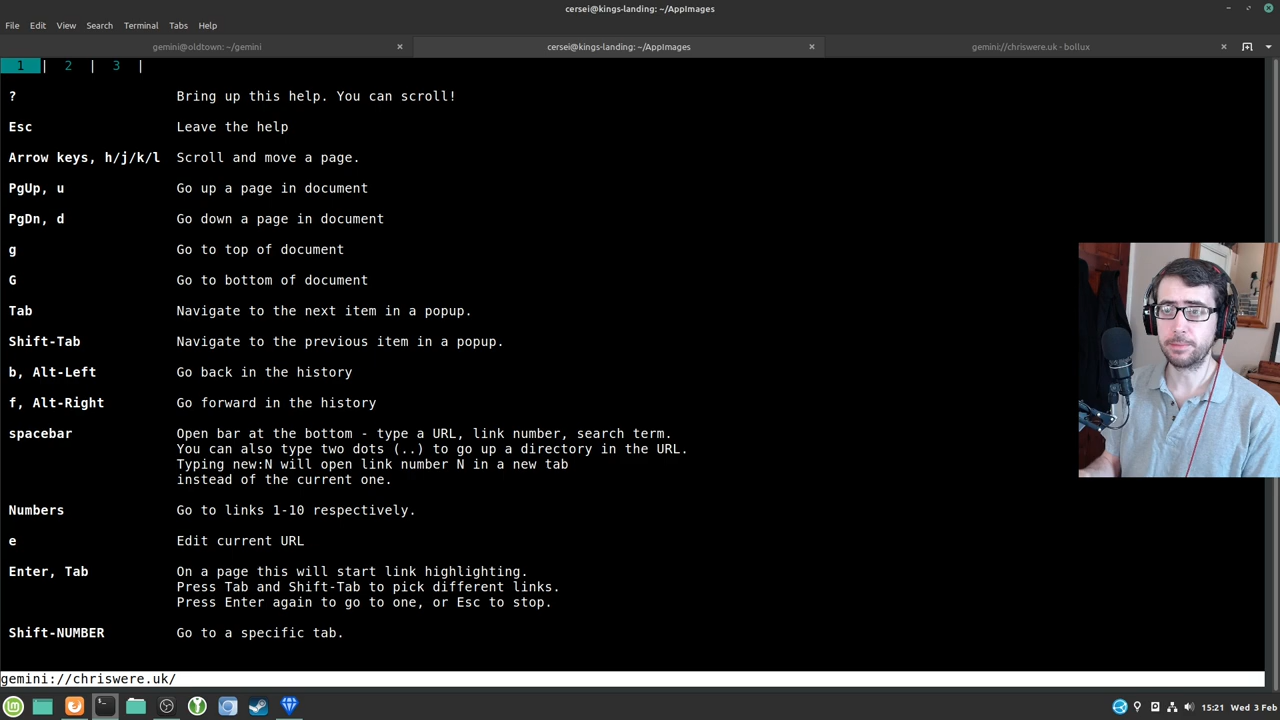 cersei@kings-landing: ~/AppImages
File Edit View Search Terminal Tabs Help
gemini@oldtown: ~/gemini
cersei@kings-landing: ~/AppImages
gemini://chriswere.uk - bollux
1 | 2 | 3 |
? Bring up this help. You can scroll!
Esc Leave the help
Arrow keys, h/j/k/l Scroll and move a page.
PgUp, u Go up a page in document
PgDn, d Go down a page in document
g Go to top of document
G Go to bottom of document
Tab Navigate to the next item in a popup.
Shift-Tab Navigate to the previous item in a popup.
b, Alt-Left Go back in the history
f, Alt-Right Go forward in the history
spacebar Open bar at the bottom - type a URL, link number, search term.
You can also type two dots (..) to go up a directory in the URL.
Typing new:N will open link number N in a new tab
instead of the current one.
Numbers Go to links 1-10 respectively.
e Edit current URL
Enter, Tab On a page this will start link highlighting.
Press Tab and Shift-Tab to pick different links.
Press Enter again to go to one, or Esc to stop.
Shift-NUMBER Go to a specific tab.
gemini://chriswere.uk/
15:21 Wed 3 Feb